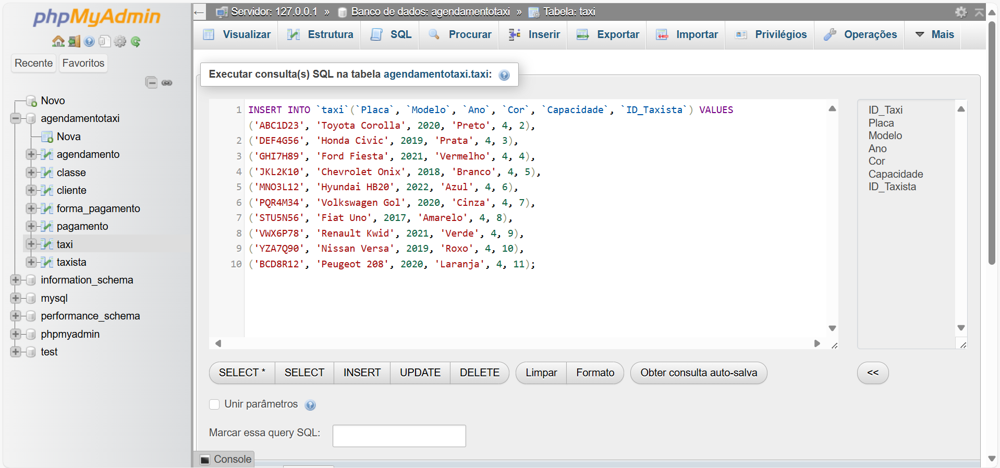 phpMyAdmin
Recente
Favoritos
Novo
agendamentotaxi
Nova
agendamento
classe
cliente
forma_pagamento
pagamento
taxi
taxista
information_schema
mysql
performance_schema
phpmyadmin
test
Servidor: 127.0.0.1 » Banco de dados: agendamentotaxi » Tabela: taxi
Visualizar
Estrutura
SQL
Procurar
Inserir
Exportar
Importar
Privilégios
Operações
Mais
Executar consulta(s) SQL na tabela agendamentotaxi.taxi:
1 INSERT INTO `taxi`(`Placa`, `Modelo`, `Ano`, `Cor`, `Capacidade`, `ID_Taxista`) VALUES
('ABC1D23', 'Toyota Corolla', 2020, 'Preto', 4, 2),
2 ('DEF4G56', 'Honda Civic', 2019, 'Prata', 4, 3),
3 ('GHI7H89', 'Ford Fiesta', 2021, 'Vermelho', 4, 4),
4 ('JKL2K10', 'Chevrolet Onix', 2018, 'Branco', 4, 5),
5 ('MNO3L12', 'Hyundai HB20', 2022, 'Azul', 4, 6),
6 ('PQR4M34', 'Volkswagen Gol', 2020, 'Cinza', 4, 7),
7 ('STU5N56', 'Fiat Uno', 2017, 'Amarelo', 4, 8),
8 ('VWX6P78', 'Renault Kwid', 2021, 'Verde', 4, 9),
9 ('YZA7Q90', 'Nissan Versa', 2019, 'Roxo', 4, 10),
10 ('BCD8R12', 'Peugeot 208', 2020, 'Laranja', 4, 11);
ID_Taxi
Placa
Modelo
Ano
Cor
Capacidade
ID_Taxista
SELECT *
SELECT
INSERT
UPDATE
DELETE
Limpar
Formato
Obter consulta auto-salva
<<
Unir parâmetros
Marcar essa query SQL:
Console